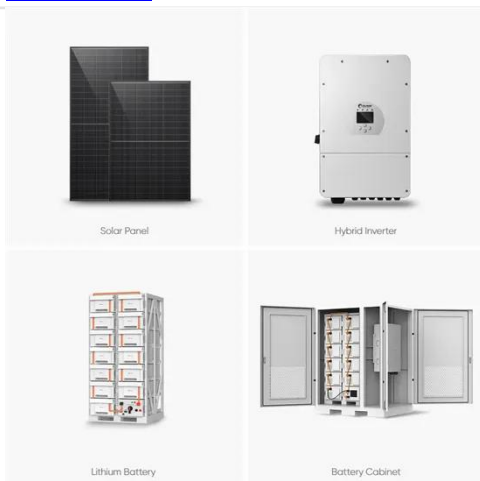 Solar Panel
Hybrid Inverter
Lithium Battery
Battery Cabinet